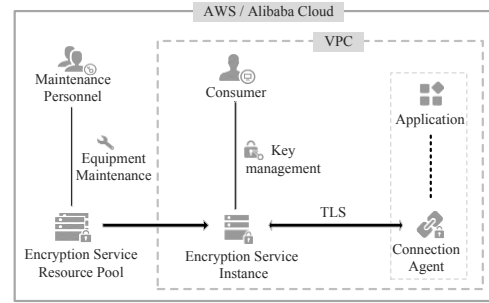 AWS / Alibaba Cloud
VPC
Maintenance
Personnel
Consumer
Application
Equipment
Maintenance
Key
management
TLS
Encryption Service
Resource Pool
Encryption Service
Instance
Connection
Agent